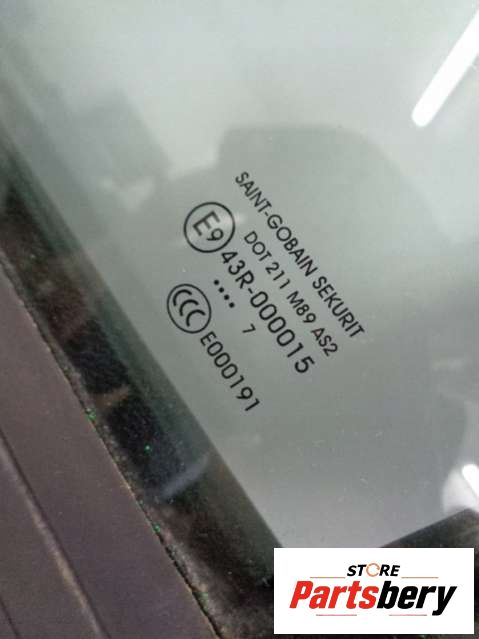 SAINT-GOBAIN SEKURIT
DOT 211 M89 AS2
E9 43R-000015
.... 7
CCC E000191
STORE
Partsbery